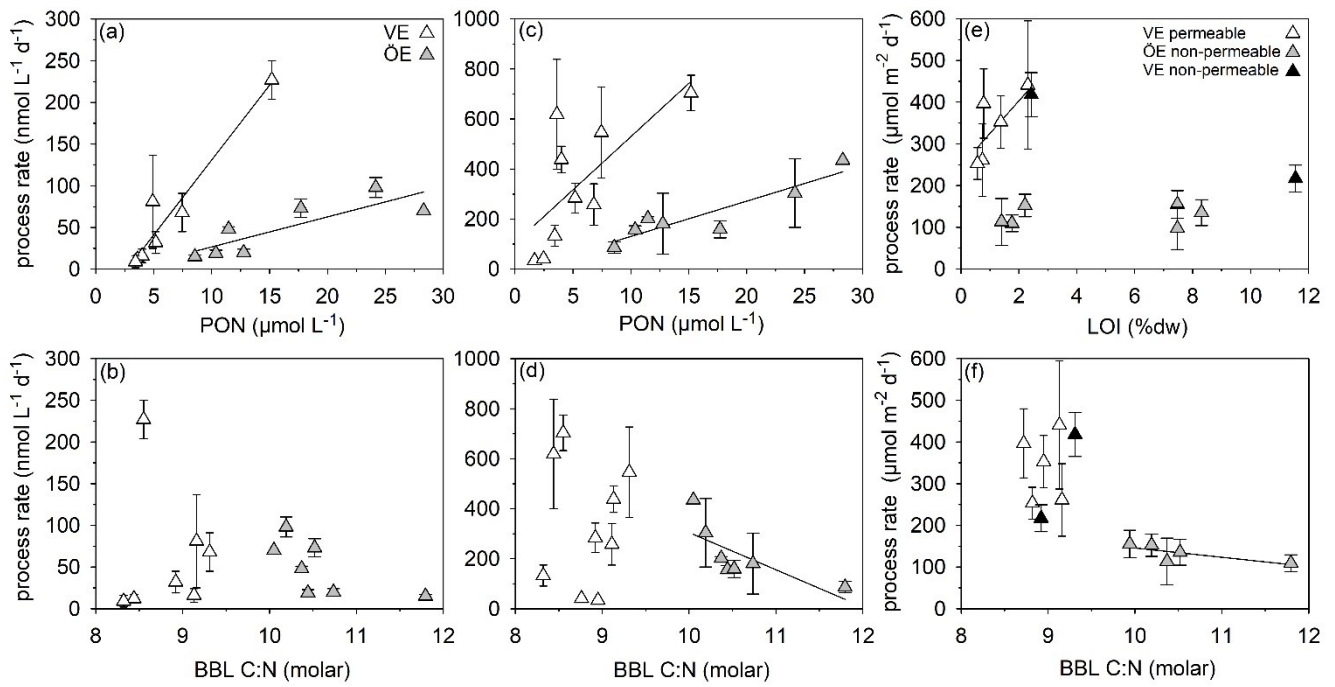 (a)
VE
ÖE
process rate (nmol L-1 d-1)
300
250
200
150
100
50
0
0 5 10 15 20 25 30
PON (µmol L-1)
(c)
1000
800
600
400
200
0
0 5 10 15 20 25 30
PON (µmol L-1)
(e)
VE permeable
ÖE non-permeable
VE non-permeable
process rate (µmol m-2 d-1)
600
500
400
300
200
100
0
0 2 4 6 8 10 12
LOI (%dw)
(b)
process rate (nmol L-1 d-1)
300
250
200
150
100
50
0
8 9 10 11 12
BBL C:N (molar)
(d)
1000
800
600
400
200
0
8 9 10 11 12
BBL C:N (molar)
(f)
process rate (µmol m-2 d-1)
600
500
400
300
200
100
0
8 9 10 11 12
BBL C:N (molar)